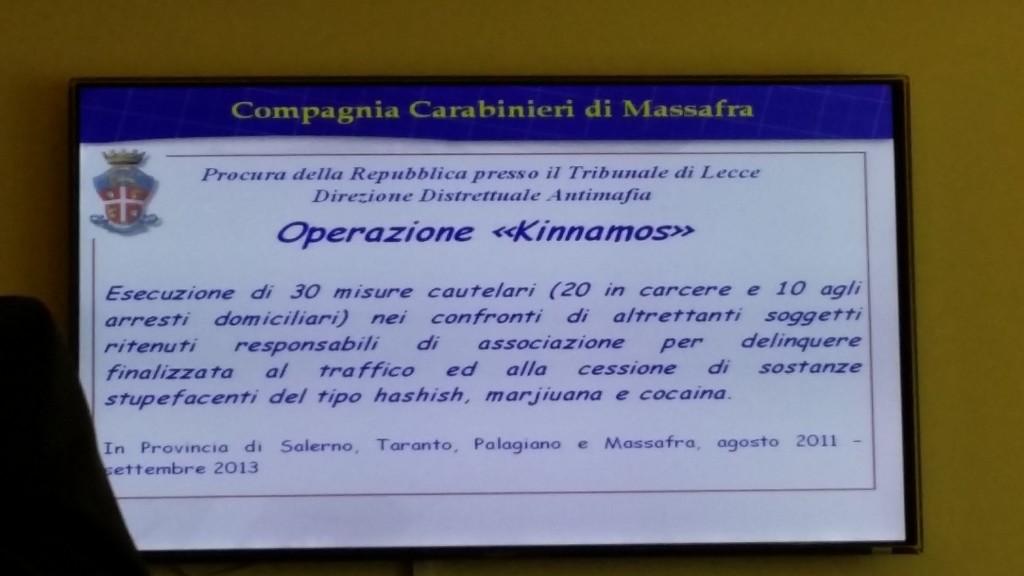 Compagnia Carabinieri di Massafra
Procura della Repubblica presso il Tribunale di Lecce
Direzione Distrettuale Antimafia
Operazione «Kinnamos»
Esecuzione di 30 misure cautelari (20 in carcere e 10 agli
arresti domiciliari) nei confronti di altrettanti soggetti
ritenuti responsabili di associazione per delinquere
finalizzata al traffico ed alla cessione di sostanze
stupefacenti del tipo hashish, marjiuana e cocaina.
In Provincia di Salerno, Taranto, Palagiano e Massafra, agosto 2011 –
settembre 2013